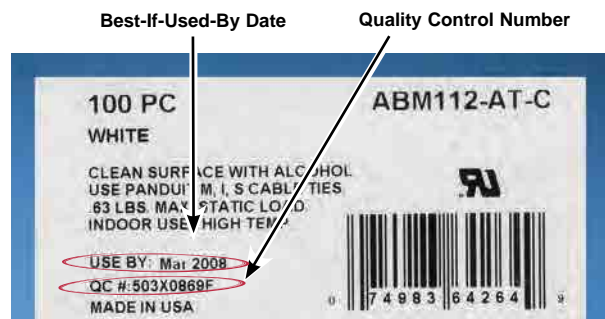 Best-If-Used-By Date
Quality Control Number
100 PC
ABM112-AT-C
WHITE
CLEAN SURFACE WITH ALCOHOL
USE PANDUIT M, I, S CABLE TIES
.63 LBS. MAX. STATIC LOAD
INDOOR USE, HIGH TEMP.
USE BY: Mar 2008
QC #:503X0869F
MADE IN USA
0 74983 64264 9